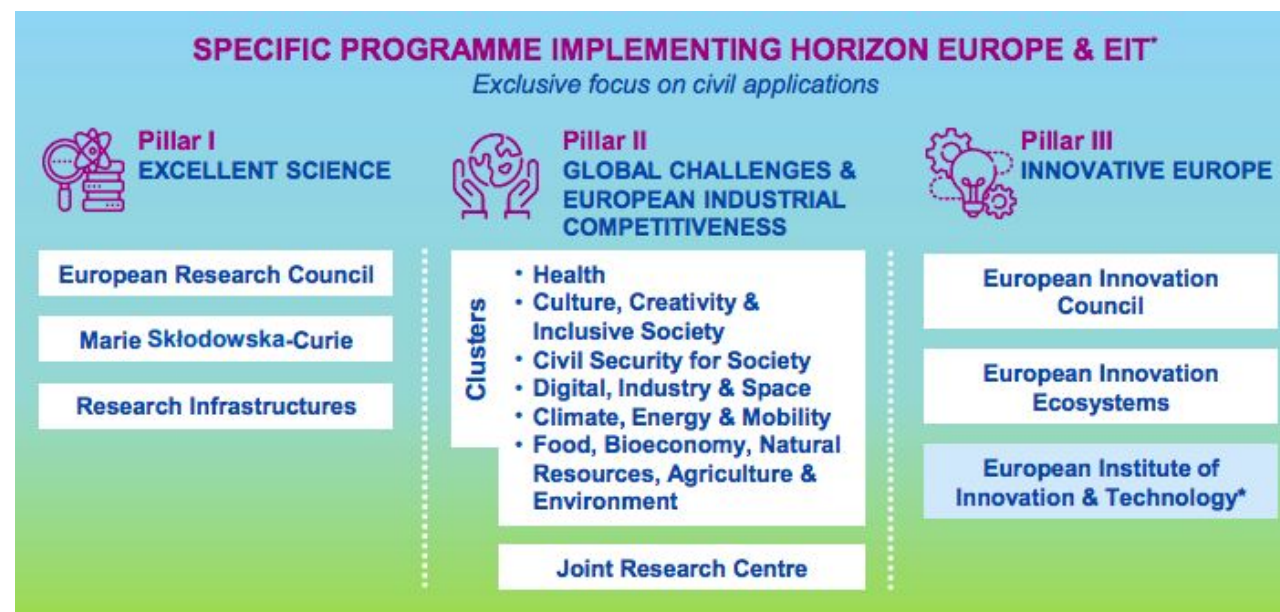 SPECIFIC PROGRAMME IMPLEMENTING HORIZON EUROPE & EIT*
Exclusive focus on civil applications
Pillar I
EXCELLENT SCIENCE
European Research Council
Marie Skłodowska-Curie
Research Infrastructures
Pillar II
GLOBAL CHALLENGES &
EUROPEAN INDUSTRIAL
COMPETITIVENESS
Clusters
• Health
• Culture, Creativity &
Inclusive Society
• Civil Security for Society
• Digital, Industry & Space
• Climate, Energy & Mobility
• Food, Bioeconomy, Natural
Resources, Agriculture &
Environment
Joint Research Centre
Pillar III
INNOVATIVE EUROPE
European Innovation
Council
European Innovation
Ecosystems
European Institute of
Innovation & Technology*